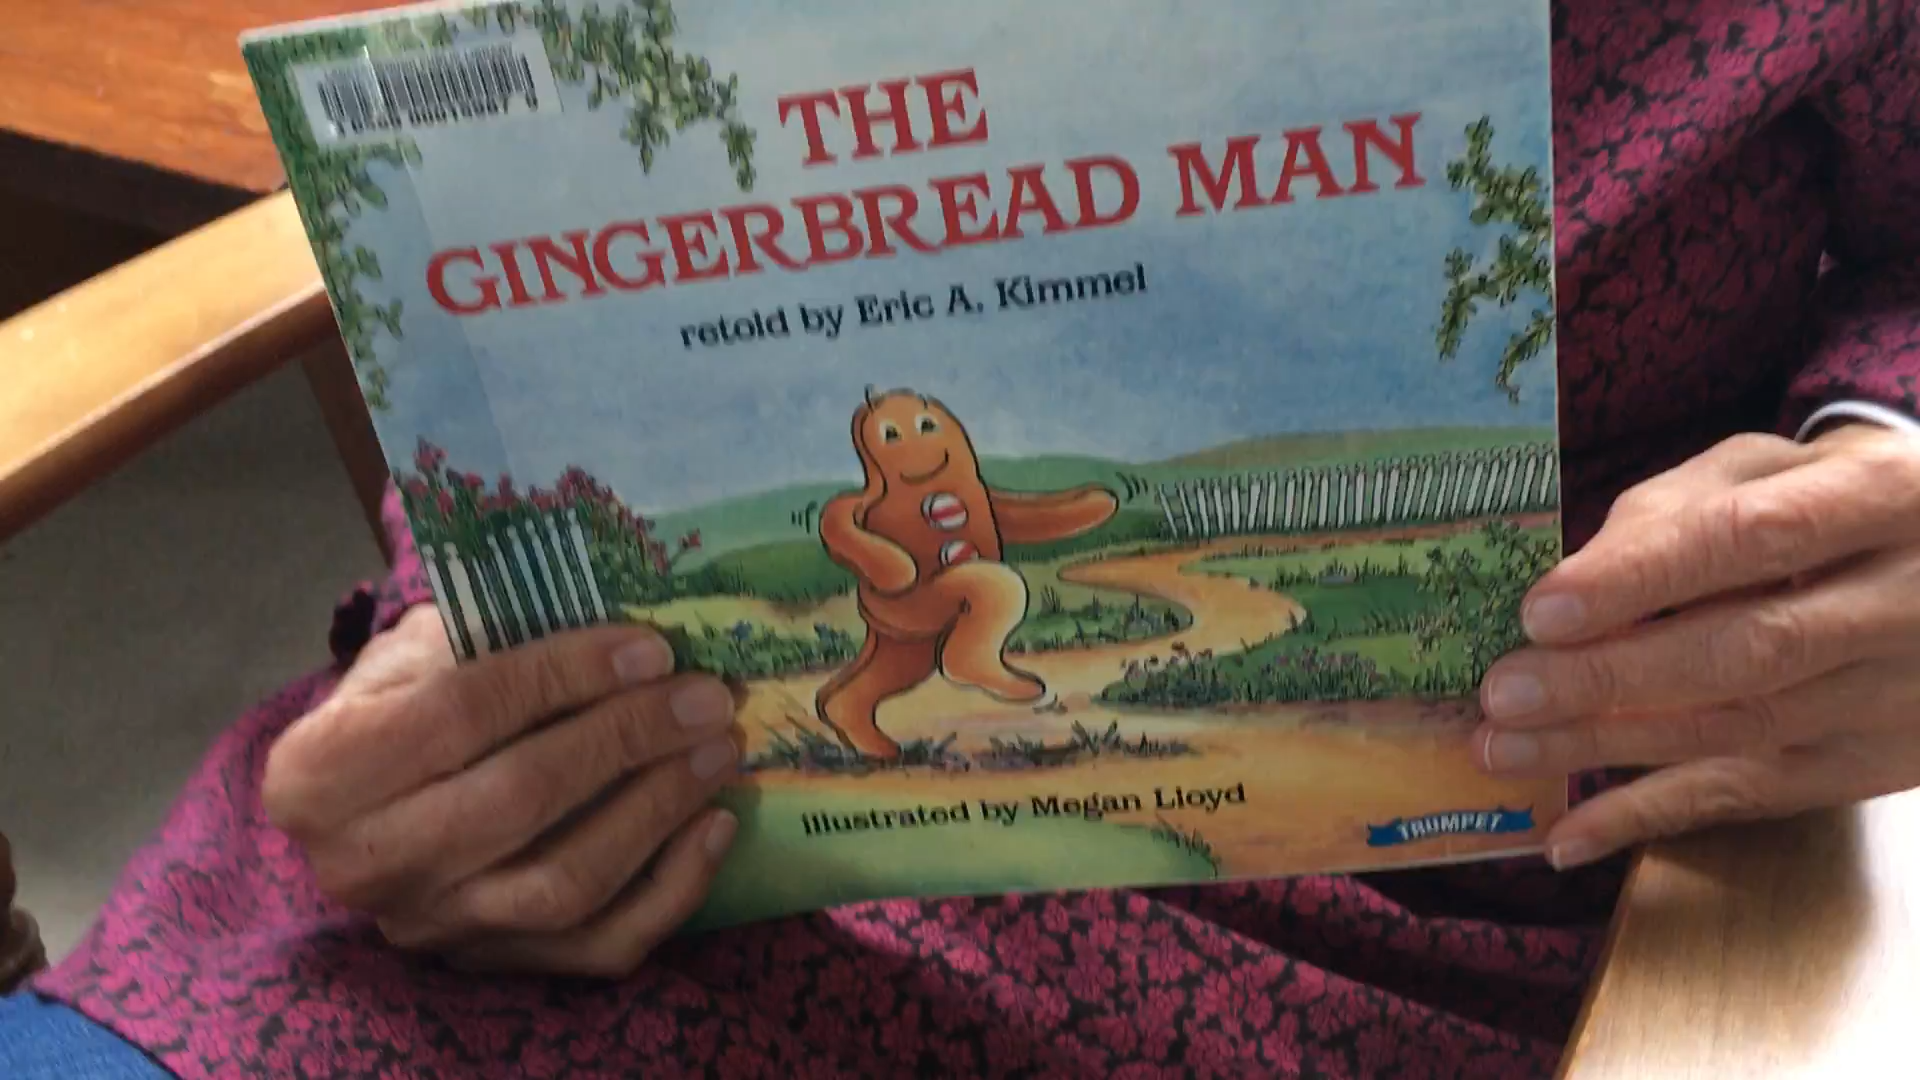 THE
GINGERBREAD MAN
retold by Eric A. Kimmel
illustrated by Megan Lloyd
TRUMPET